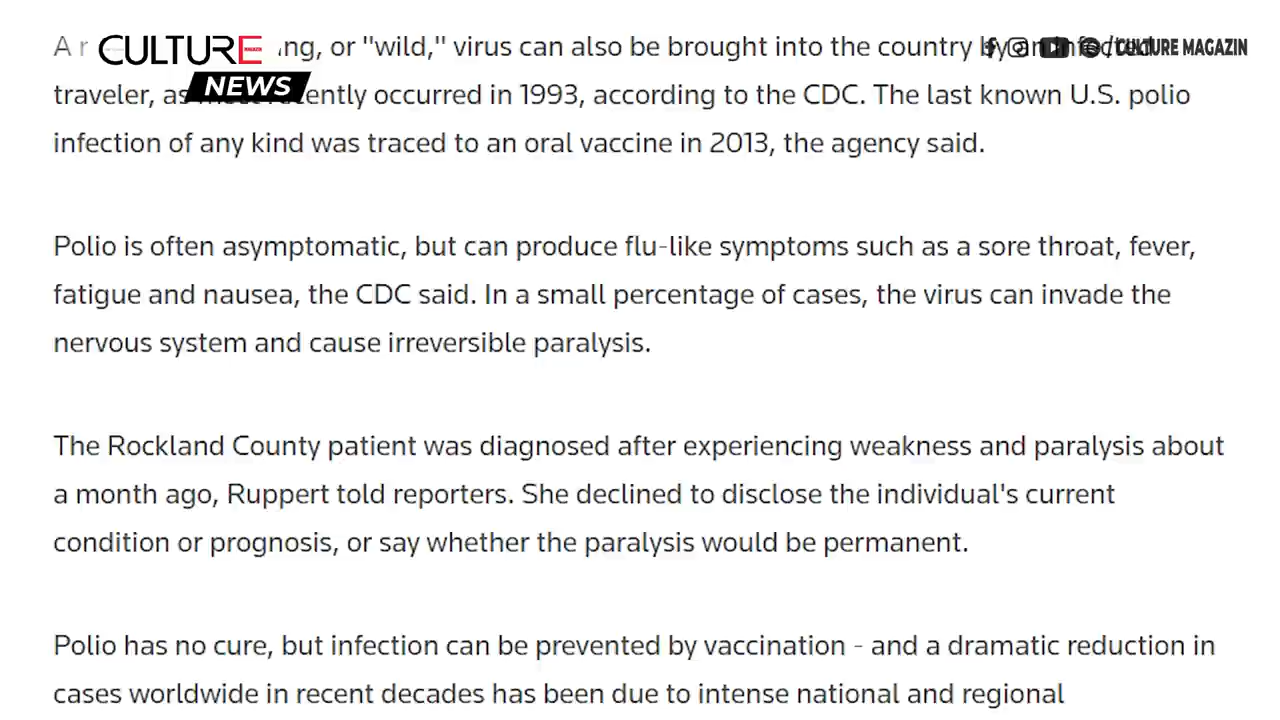 CULTURE
MAGAZIN
NEWS
/ CULTURE MAGAZIN
A r ing, or "wild," virus can also be brought into the country by an infected
traveler, as most recently occurred in 1993, according to the CDC. The last known U.S. polio
infection of any kind was traced to an oral vaccine in 2013, the agency said.
Polio is often asymptomatic, but can produce flu-like symptoms such as a sore throat, fever,
fatigue and nausea, the CDC said. In a small percentage of cases, the virus can invade the
nervous system and cause irreversible paralysis.
The Rockland County patient was diagnosed after experiencing weakness and paralysis about
a month ago, Ruppert told reporters. She declined to disclose the individual's current
condition or prognosis, or say whether the paralysis would be permanent.
Polio has no cure, but infection can be prevented by vaccination - and a dramatic reduction in
cases worldwide in recent decades has been due to intense national and regional